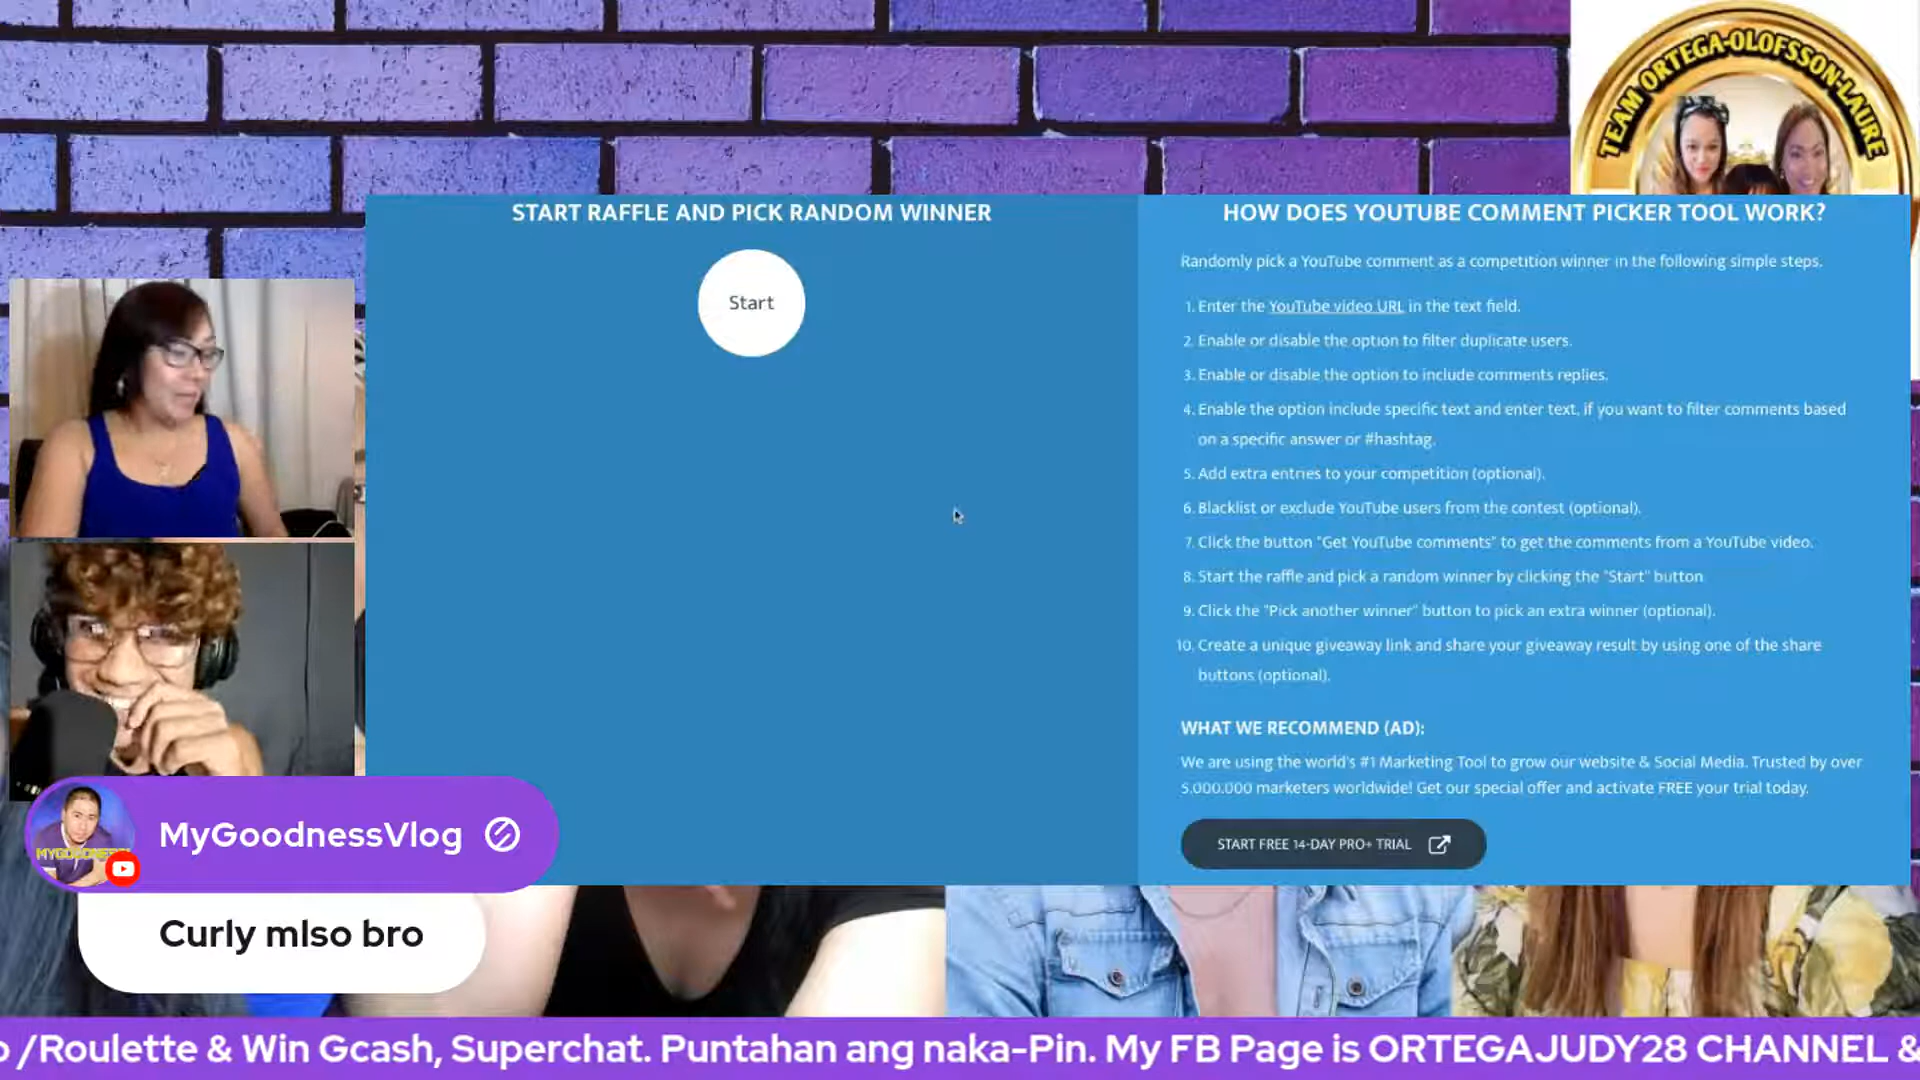 TEAM ORTEGA-OLOFSSON-LAURE
START RAFFLE AND PICK RANDOM WINNER
Start
HOW DOES YOUTUBE COMMENT PICKER TOOL WORK?
Randomly pick a YouTube comment as a competition winner in the following simple steps.
1. Enter the YouTube video URL in the text field.
2. Enable or disable the option to filter duplicate users.
3. Enable or disable the option to include comments replies.
4. Enable the option include specific text and enter text, if you want to filter comments based
on a specific answer or #hashtag.
5. Add extra entries to your competition (optional).
6. Blacklist or exclude YouTube users from the contest (optional).
7. Click the button "Get YouTube comments" to get the comments from a YouTube video.
8. Start the raffle and pick a random winner by clicking the "Start" button
9. Click the "Pick another winner" button to pick an extra winner (optional).
10. Create a unique giveaway link and share your giveaway result by using one of the share
buttons (optional).
WHAT WE RECOMMEND (AD):
We are using the world's #1 Marketing Tool to grow our website & Social Media. Trusted by over
5.000.000 marketers worldwide! Get our special offer and activate FREE your trial today.
START FREE 14-DAY PRO+ TRIAL
MyGoodnessVlog
Curly mlso bro
o /Roulette & Win Gcash, Superchat. Puntahan ang naka-Pin. My FB Page is ORTEGAJUDY28 CHANNEL &